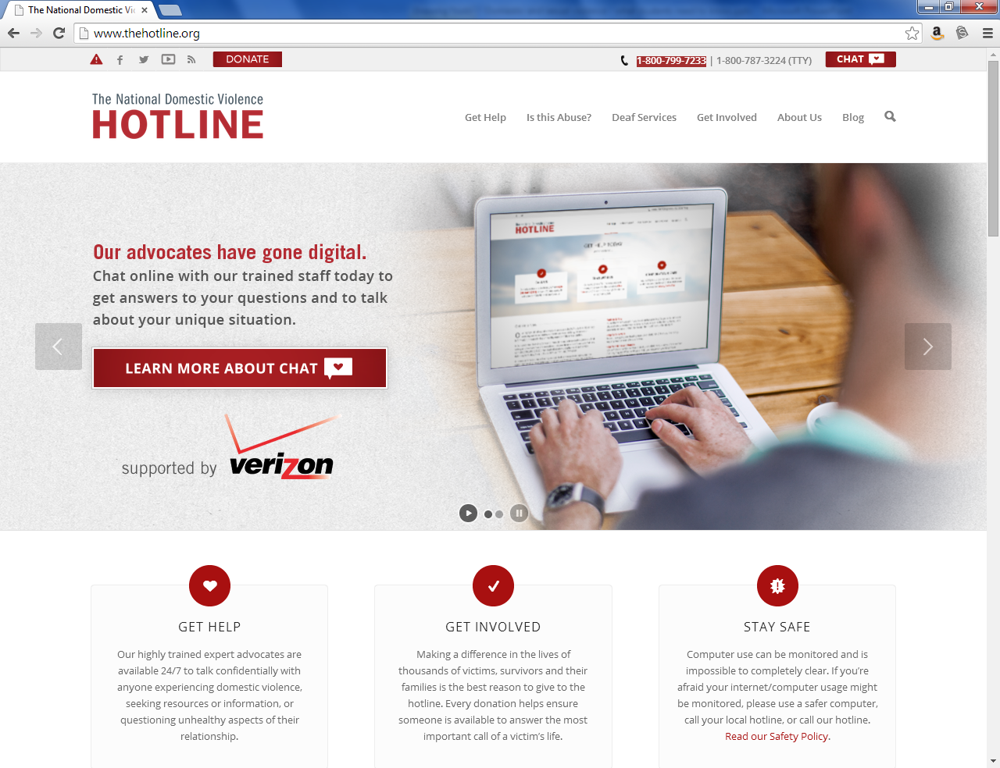 The National Domestic Vi
www.thehotline.org
DONATE
1-800-799-7233 | 1-800-787-3224 (TTY)
CHAT
The National Domestic Violence
HOTLINE
Get Help
Is this Abuse?
Deaf Services
Get Involved
About Us
Blog
Our advocates have gone digital.
Chat online with our trained staff today to
get answers to your questions and to talk
about your unique situation.
LEARN MORE ABOUT CHAT
supported by verizon
HOTLINE
GET HELP TODAY
GET HELP
Our highly trained expert advocates are
available 24/7 to talk confidentially with
anyone experiencing domestic violence,
seeking resources or information, or
questioning unhealthy aspects of their
relationship.
GET INVOLVED
Making a difference in the lives of
thousands of victims, survivors and their
families is the best reason to give to the
hotline. Every donation helps ensure
someone is available to answer the most
important call of a victim's life.
STAY SAFE
Computer use can be monitored and is
impossible to completely clear. If you're
afraid your internet/computer usage might
be monitored, please use a safer computer,
call your local hotline, or call our hotline.
Read our Safety Policy.